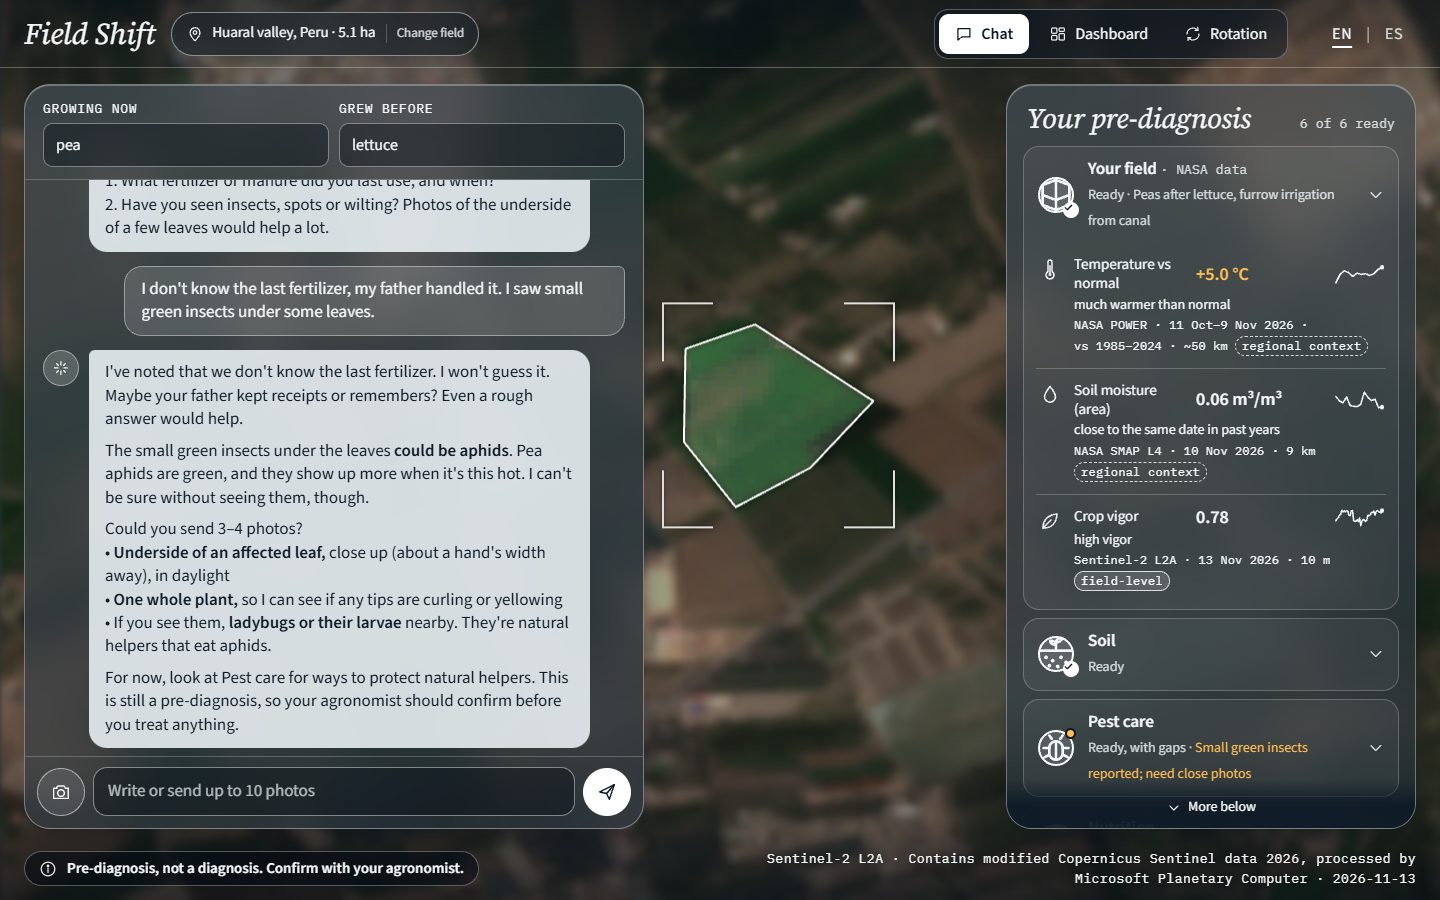 Field Shift
Huaral valley, Peru · 5.1 ha | Change field
Chat
Dashboard
Rotation
EN | ES
GROWING NOW
GREW BEFORE
pea
lettuce
1. What fertilizer or manure did you last use, and when?
2. Have you seen insects, spots or wilting? Photos of the underside
of a few leaves would help a lot.
I don't know the last fertilizer, my father handled it. I saw small
green insects under some leaves.
I've noted that we don't know the last fertilizer. I won't guess it.
Maybe your father kept receipts or remembers? Even a rough
answer would help.
The small green insects under the leaves could be aphids. Pea
aphids are green, and they show up more when it's this hot. I can't
be sure without seeing them, though.
Could you send 3–4 photos?
• Underside of an affected leaf, close up (about a hand's width
away), in daylight
• One whole plant, so I can see if any tips are curling or yellowing
• If you see them, ladybugs or their larvae nearby. They're natural
helpers that eat aphids.
For now, look at Pest care for ways to protect natural helpers. This
is still a pre-diagnosis, so your agronomist should confirm before
you treat anything.
Write or send up to 10 photos
Pre-diagnosis, not a diagnosis. Confirm with your agronomist.
Your pre-diagnosis
6 of 6 ready
Your field · NASA data
Ready · Peas after lettuce, furrow irrigation
from canal
Temperature vs
normal
+5.0 °C
much warmer than normal
NASA POWER · 11 Oct–9 Nov 2026 ·
vs 1985–2024 · ~50 km regional context
Soil moisture
(area)
0.06 m³/m³
close to the same date in past years
NASA SMAP L4 · 10 Nov 2026 · 9 km
regional context
Crop vigor
0.78
high vigor
Sentinel-2 L2A · 13 Nov 2026 · 10 m
field-level
Soil
Ready
Pest care
Ready, with gaps · Small green insects
reported; need close photos
More below
Nutrition
Sentinel-2 L2A · Contains modified Copernicus Sentinel data 2026, processed by
Microsoft Planetary Computer · 2026-11-13